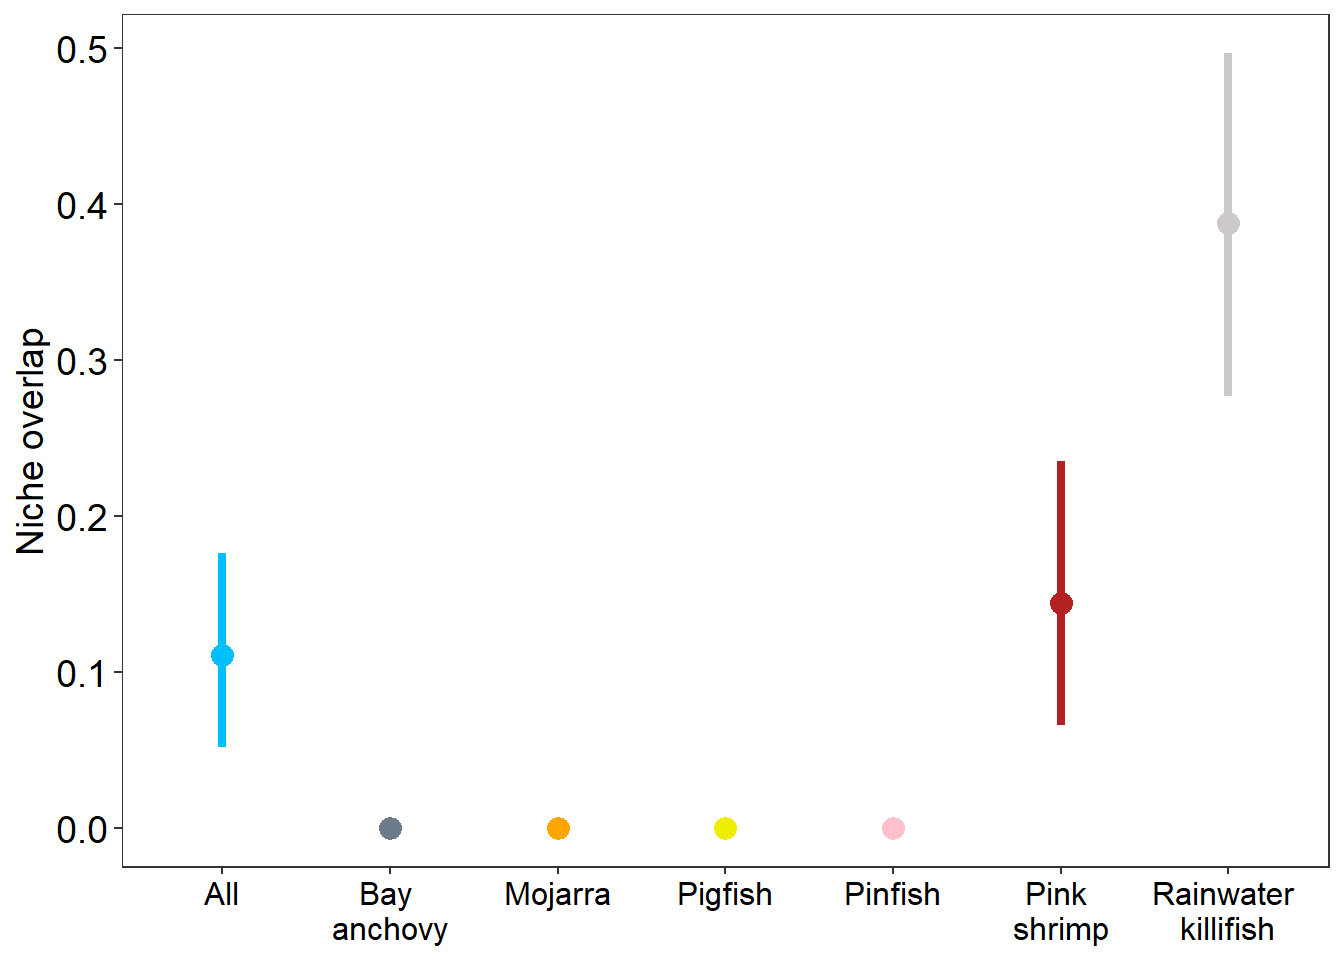 Niche overlap
0.5
0.4
0.3
0.2
0.1
0.0
All
Bay
anchovy
Mojarra
Pigfish
Pinfish
Pink
shrimp
Rainwater
killifish